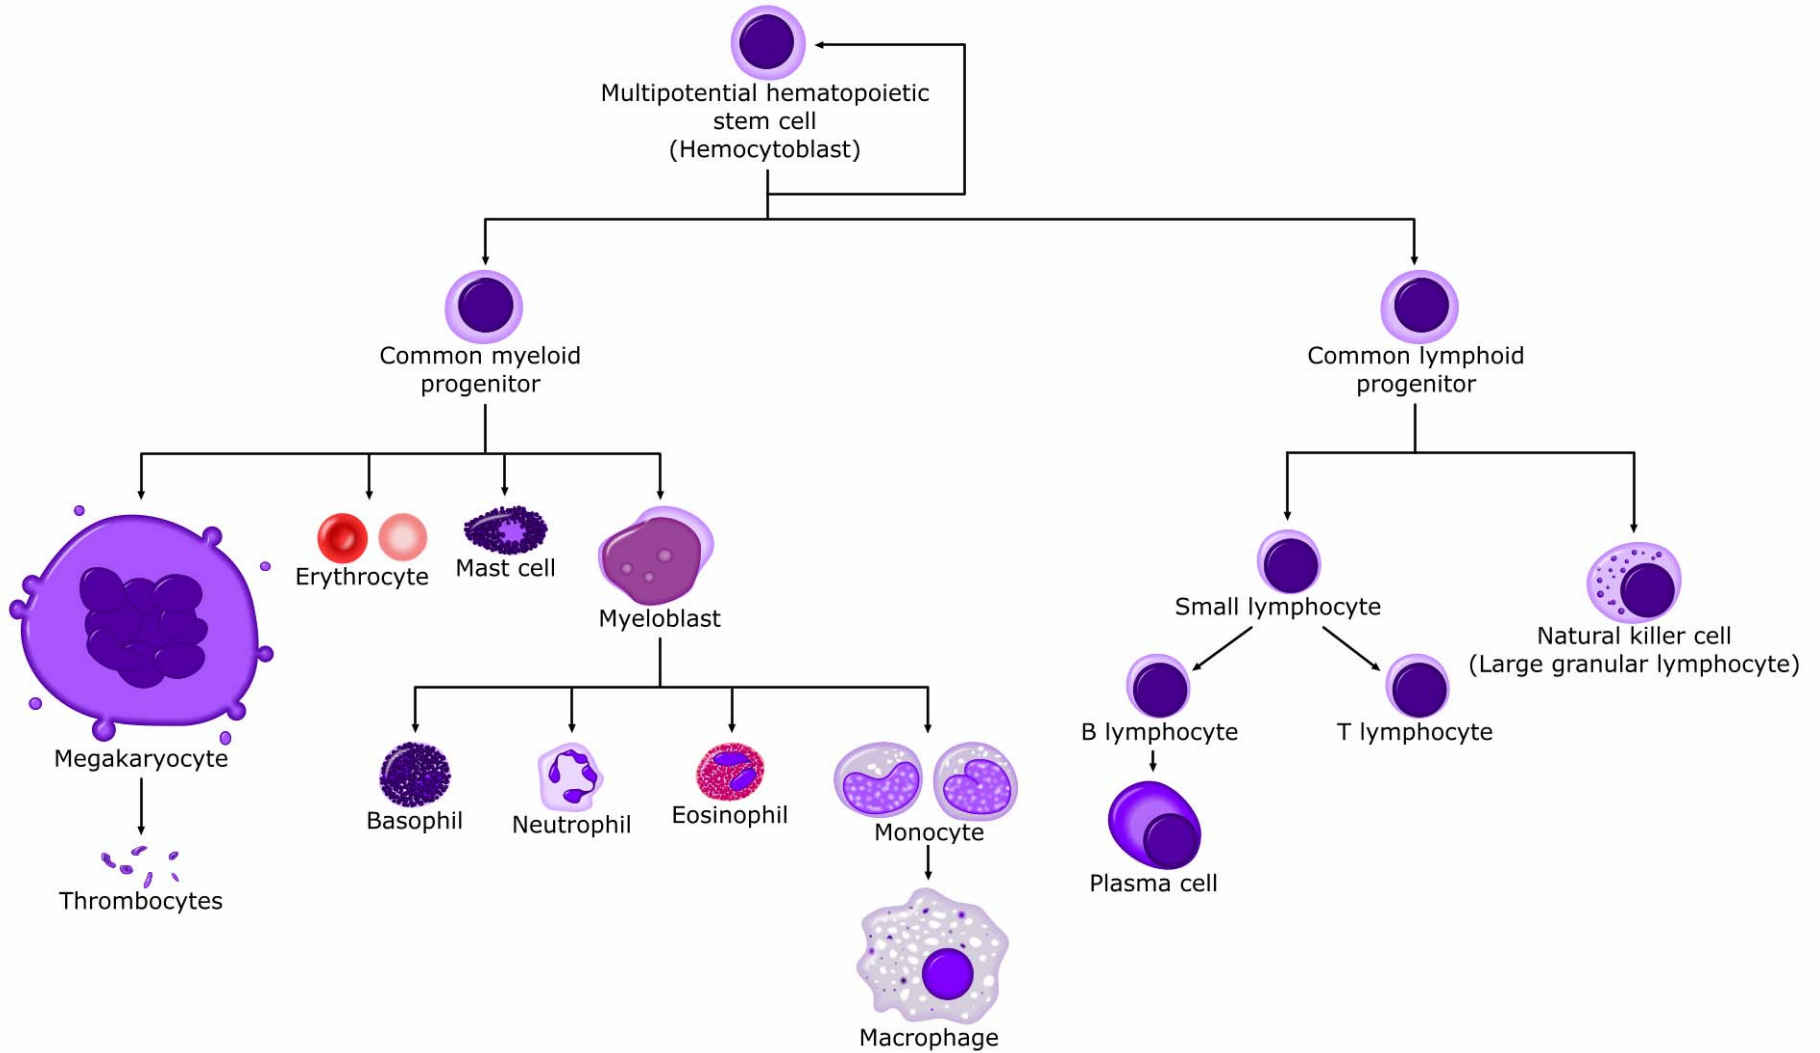 Multipotential hematopoietic
stem cell
(Hemocytoblast)
Common myeloid
progenitor
Common lymphoid
progenitor
Erythrocyte
Mast cell
Myeloblast
Small lymphocyte
Natural killer cell
(Large granular lymphocyte)
Megakaryocyte
B lymphocyte
T lymphocyte
Basophil
Neutrophil
Eosinophil
Monocyte
Plasma cell
Thrombocytes
Macrophage